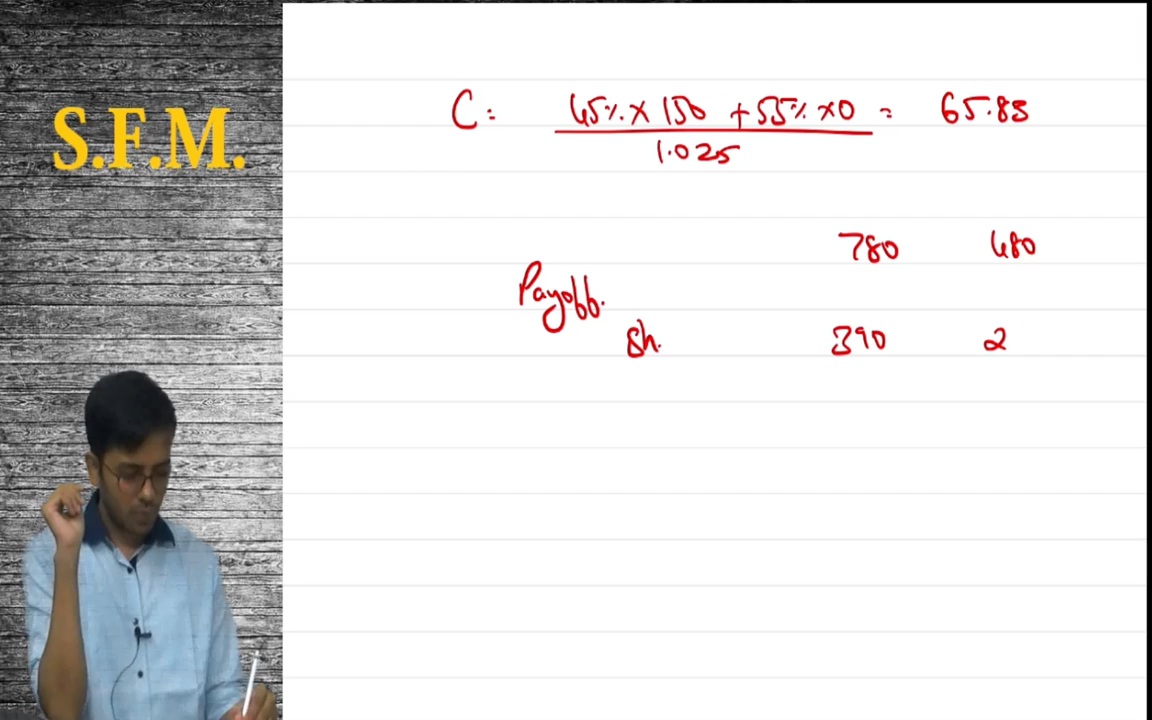 S.F.M.
C = 45% x 150 + 55% x 0 = 65.85
1.025
780 480
Payoff.
Sh. 390 2